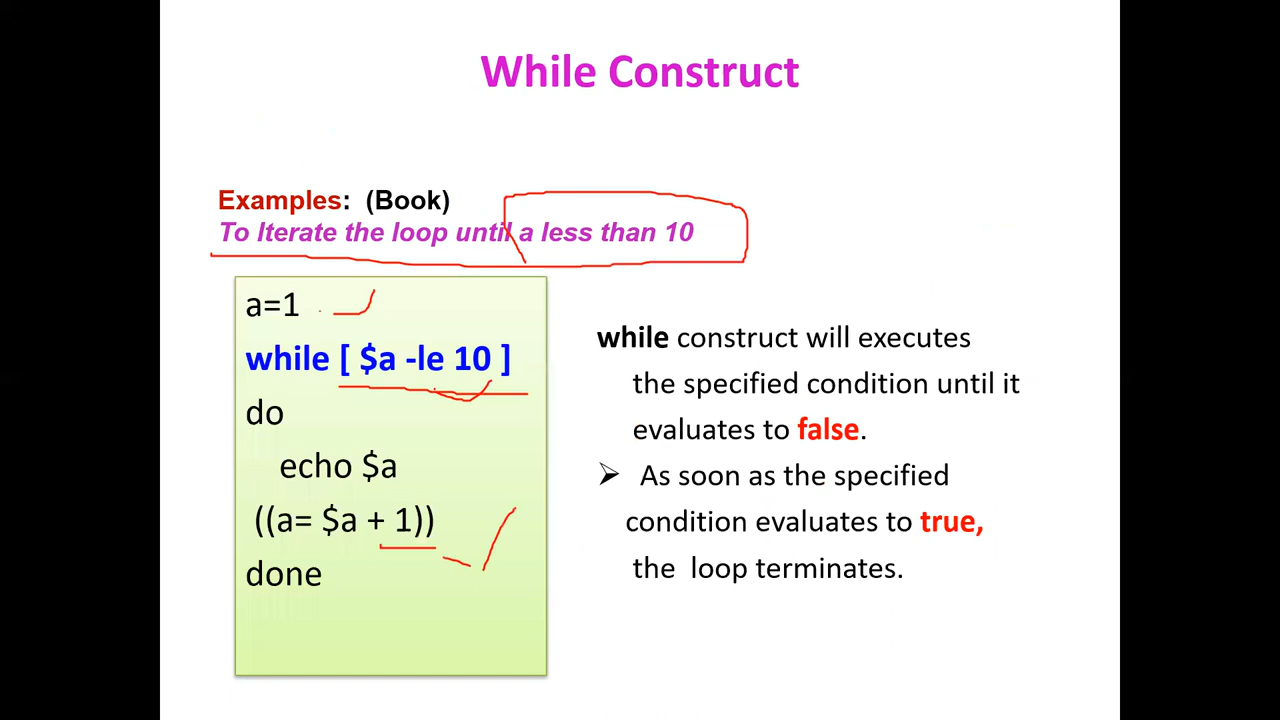 While Construct
Examples: (Book)
To Iterate the loop until a less than 10
a=1
while [ $a -le 10 ]
do
echo $a
((a= $a + 1))
done
while construct will executes
the specified condition until it
evaluates to false.
➢ As soon as the specified
condition evaluates to true,
the loop terminates.